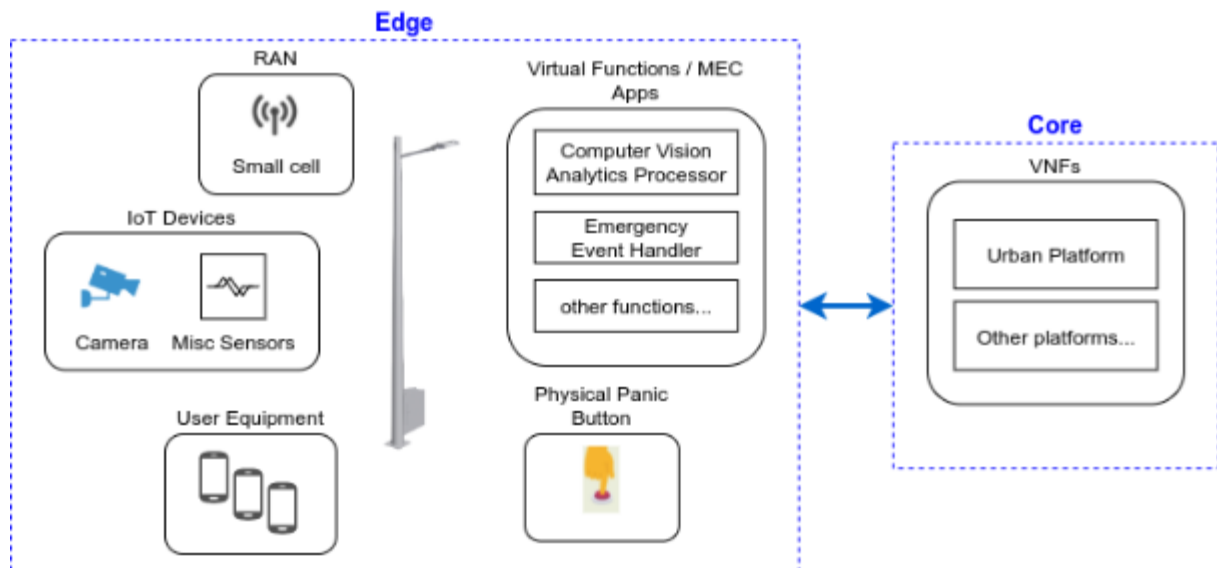 Edge
RAN
Small cell
IoT Devices
Camera
Misc Sensors
User Equipment
Virtual Functions / MEC
Apps
Computer Vision
Analytics Processor
Emergency
Event Handler
other functions...
Physical Panic
Button
Core
VNFs
Urban Platform
Other platforms...